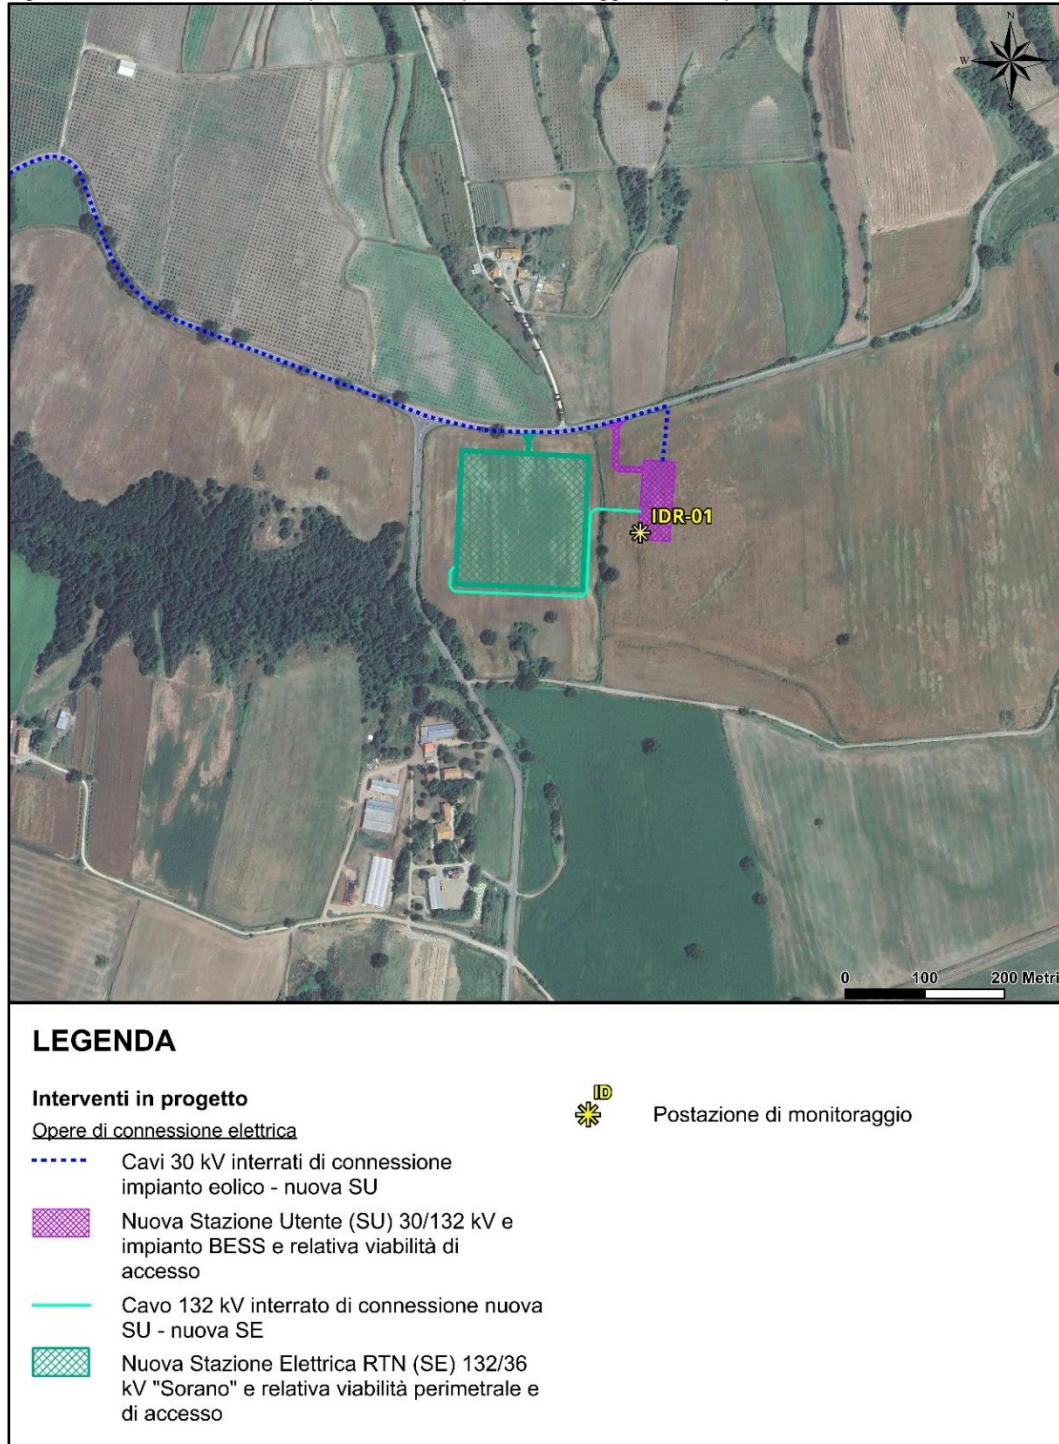 N
W
S
IDR-01
0 100 200 Metri
LEGENDA
Interventi in progetto
Opere di connessione elettrica
Cavi 30 kV interrati di connessione
impianto eolico - nuova SU
Nuova Stazione Utente (SU) 30/132 kV e
impianto BESS e relativa viabilità di
accesso
Cavo 132 kV interrato di connessione nuova
SU - nuova SE
Nuova Stazione Elettrica RTN (SE) 132/36
kV "Sorano" e relativa viabilità perimetrale e
di accesso
ID
Postazione di monitoraggio